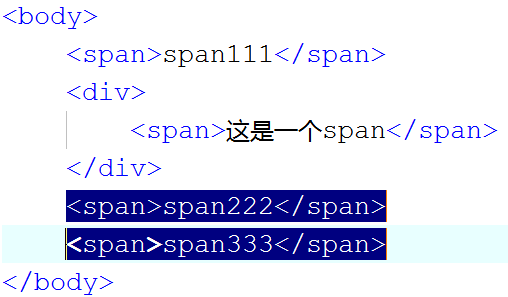 <body>
<span>span111</span>
<div>
<span>这是一个span</span>
</div>
<span>span222</span>
<span>span333</span>
</body>